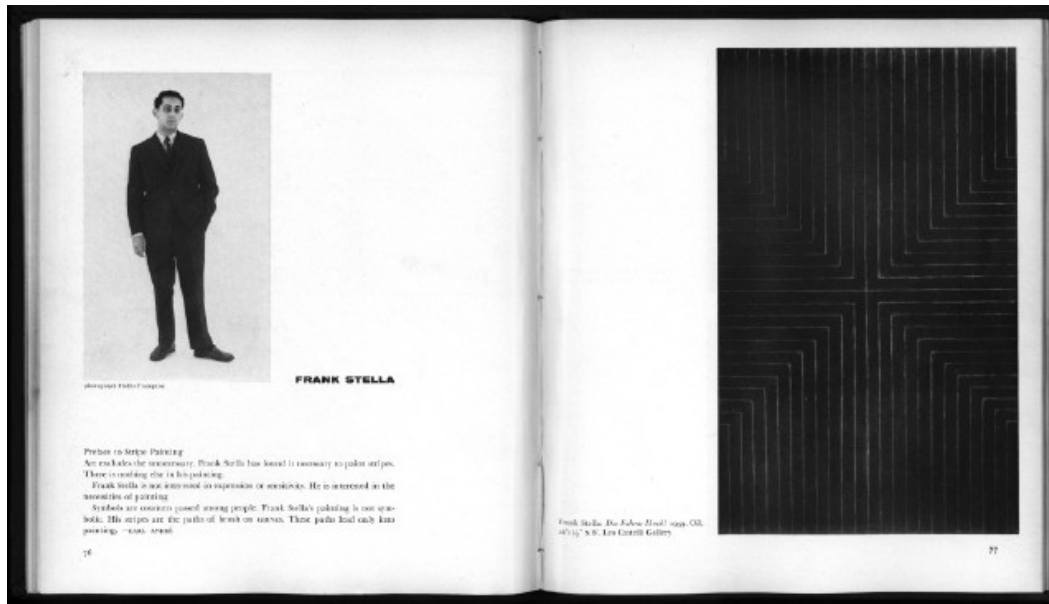 photograph Hollis Frampton
FRANK STELLA
Preface to Stripe Painting
Art excludes the unnecessary. Frank Stella has found it necessary to paint stripes.
There is nothing else in his painting.
Frank Stella is not interested in expression or sensitivity. He is interested in the
necessities of painting.
Symbols are counters passed among people. Frank Stella's painting is not sym-
bolic. His stripes are the paths of brush on canvas. These paths lead only into
painting. —CARL ANDRE
76
Frank Stella: Die Fahne Hoch! 1959. Oil,
x 6'. Leo Castelli Gallery
77